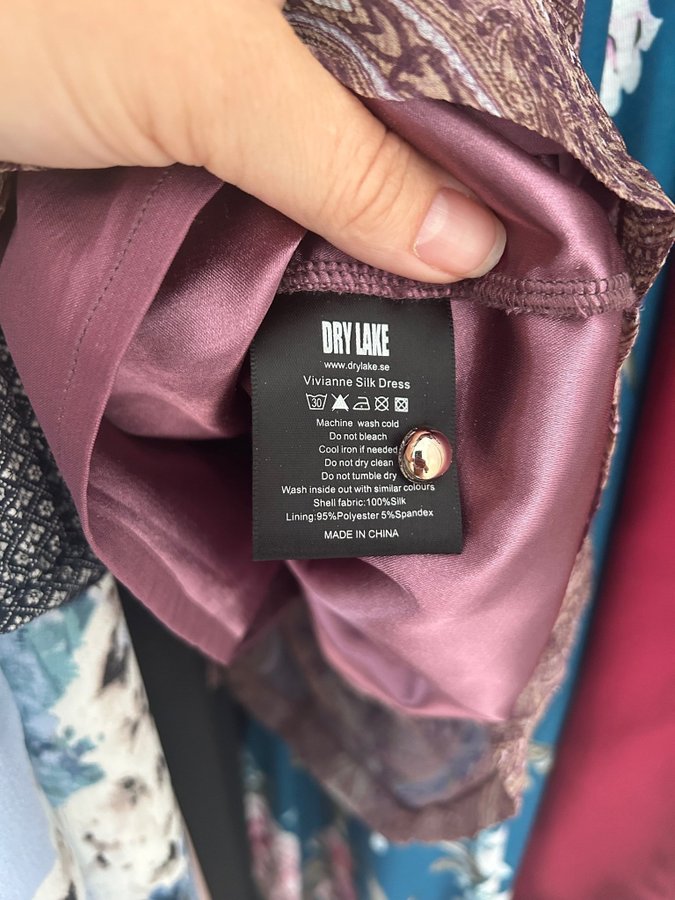 DRY LAKE
www.drylake.se
Vivianne Silk Dress
30
Machine wash cold
Do not bleach
Cool iron if needed
Do not dry clean
Do not tumble dry
Wash inside out with similar colours
Shell fabric:100%Silk
Lining:95%Polyester 5%Spandex
MADE IN CHINA